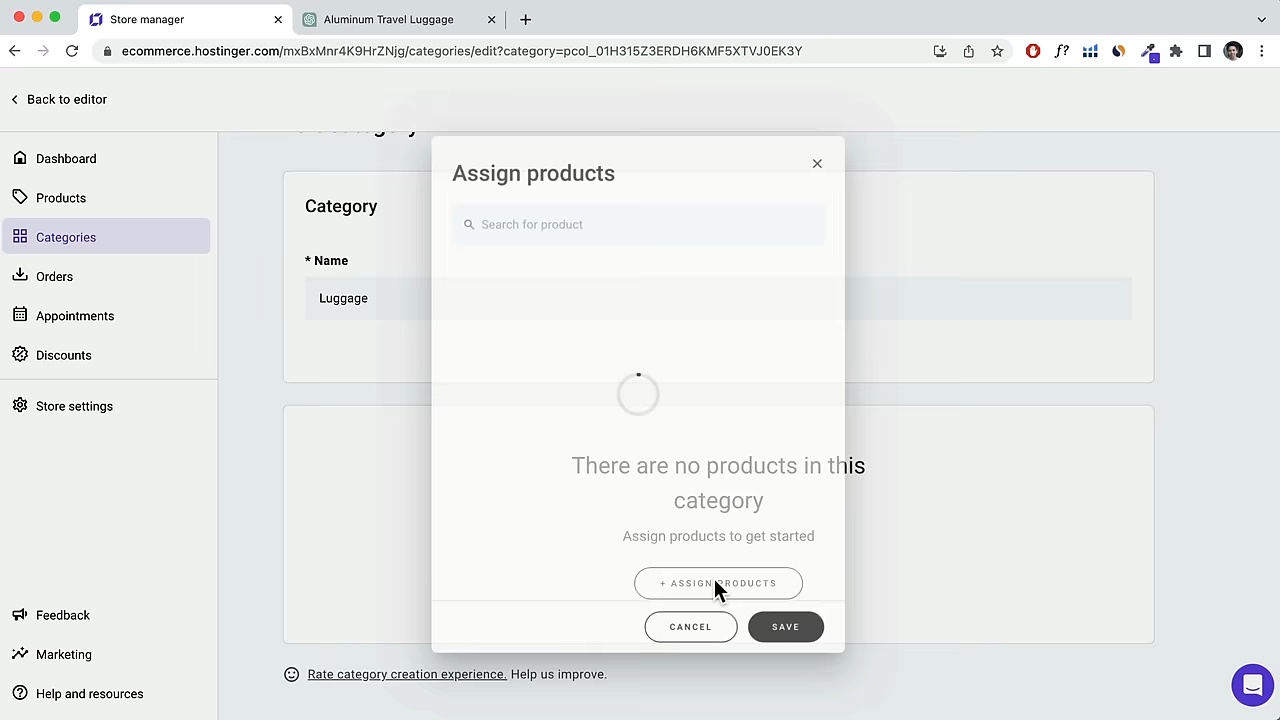 Store manager
Aluminum Travel Luggage
ecommerce.hostinger.com/mxBxMnr4K9HrZNjg/categories/edit?category=pcol_01H315Z3ERDH6KMF5XTVJ0EK3Y
f?
Back to editor
Dashboard
Products
Categories
Orders
Appointments
Discounts
Store settings
Feedback
Marketing
Help and resources
Category
* Name
Luggage
Assign products
Search for product
There are no products in this
category
Assign products to get started
+ ASSIGN PRODUCTS
CANCEL
SAVE
Rate category creation experience. Help us improve.